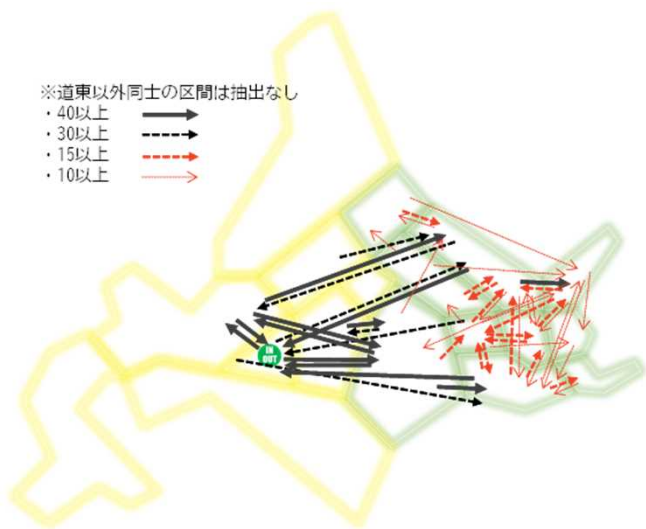 ※道東以外同士の区間は抽出なし
・40以上
・30以上
・15以上
・10以上
IN
OUT